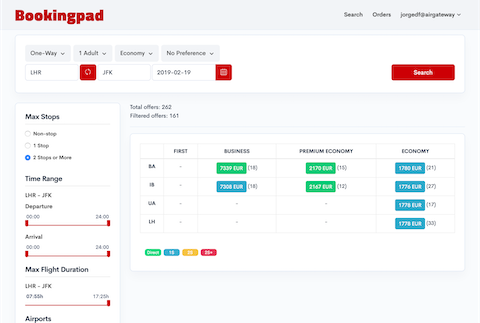 Bookingpad
Search Orders jorgedf@airgateway
One-Way 1 Adult Economy No Preference
LHR JFK 2019-02-19 Search
Max Stops
Non-stop
1 Stop
2 Stops or More
Time Range
LHR - JFK
Departure
00:00 24:00
Arrival
00:00 24:00
Max Flight Duration
LHR - JFK
07:55h 17:25h
Airports
Total offers: 262
Filtered offers: 161
FIRST BUSINESS PREMIUM ECONOMY ECONOMY
BA - 7339 EUR (18) 2170 EUR (15) 1780 EUR (21)
IB - 7308 EUR (18) 2167 EUR (12) 1776 EUR (27)
UA - - - 1778 EUR (17)
LH - - - 1778 EUR (33)
Direct 1S 2S 2S+